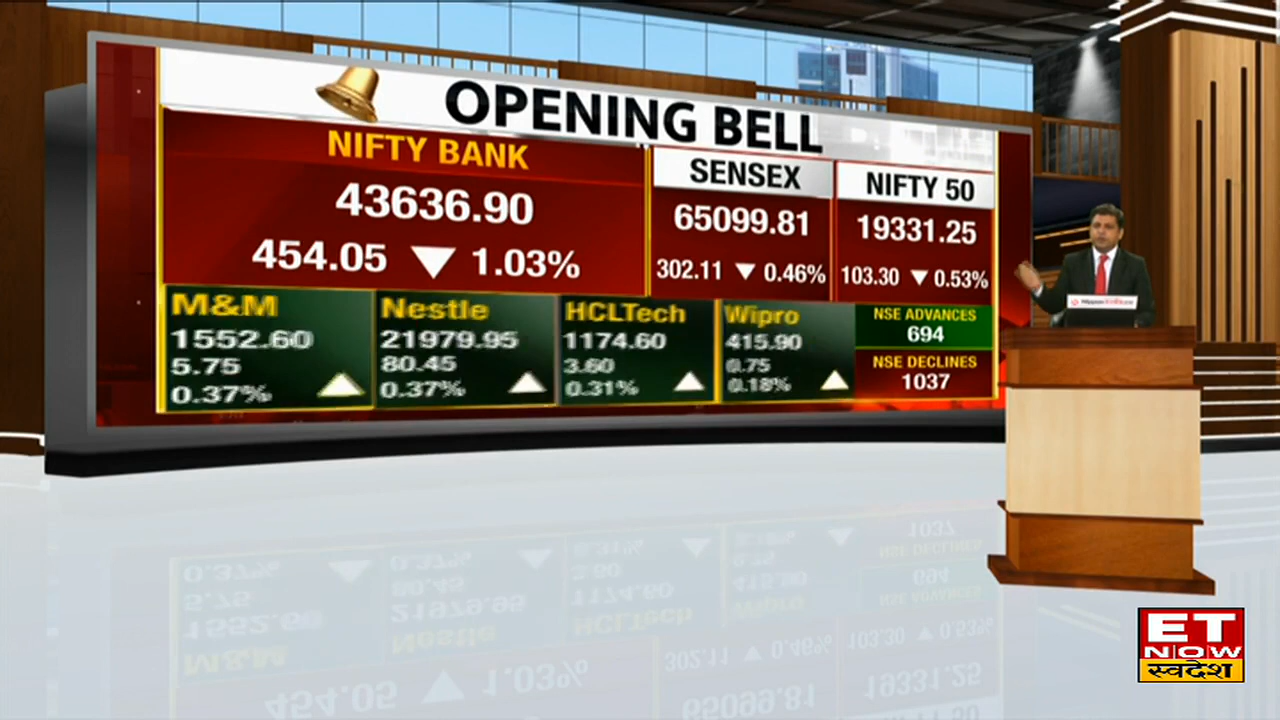 OPENING BELL
NIFTY BANK
43636.90
454.05 ▼ 1.03%
SENSEX
65099.81
302.11 ▼ 0.46%
NIFTY 50
19331.25
103.30 ▼ 0.53%
M&M
1552.60
5.75
0.37% ▲
Nestle
21979.95
80.45
0.37% ▲
HCLTech
1174.60
3.60
0.31% ▲
Wipro
415.90
0.75
0.18% ▲
NSE ADVANCES
694
NSE DECLINES
1037
ET
NOW
स्वदेश